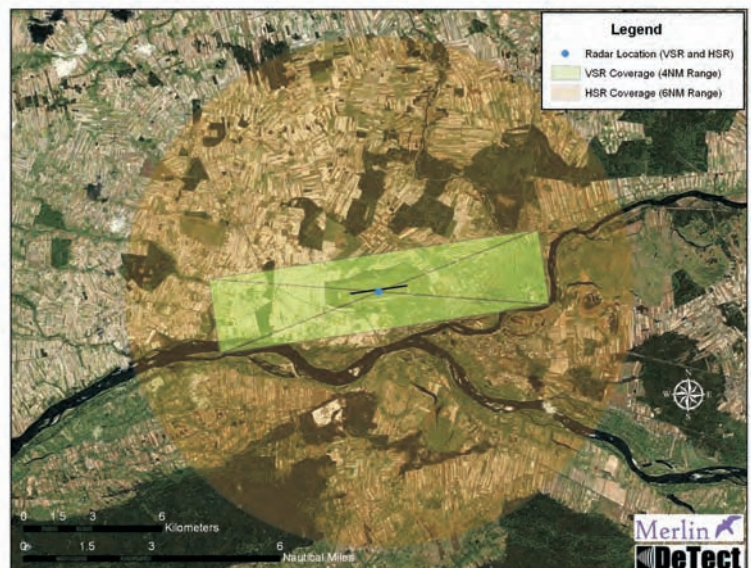 Legend
Radar Location (VSR and HSR)
VSR Coverage (4NM Range)
HSR Coverage (6NM Range)
N
W E
S
0 1.5 3 6
Kilometers
0 1.5 3 6
Nautical Miles
Merlin
DeTect